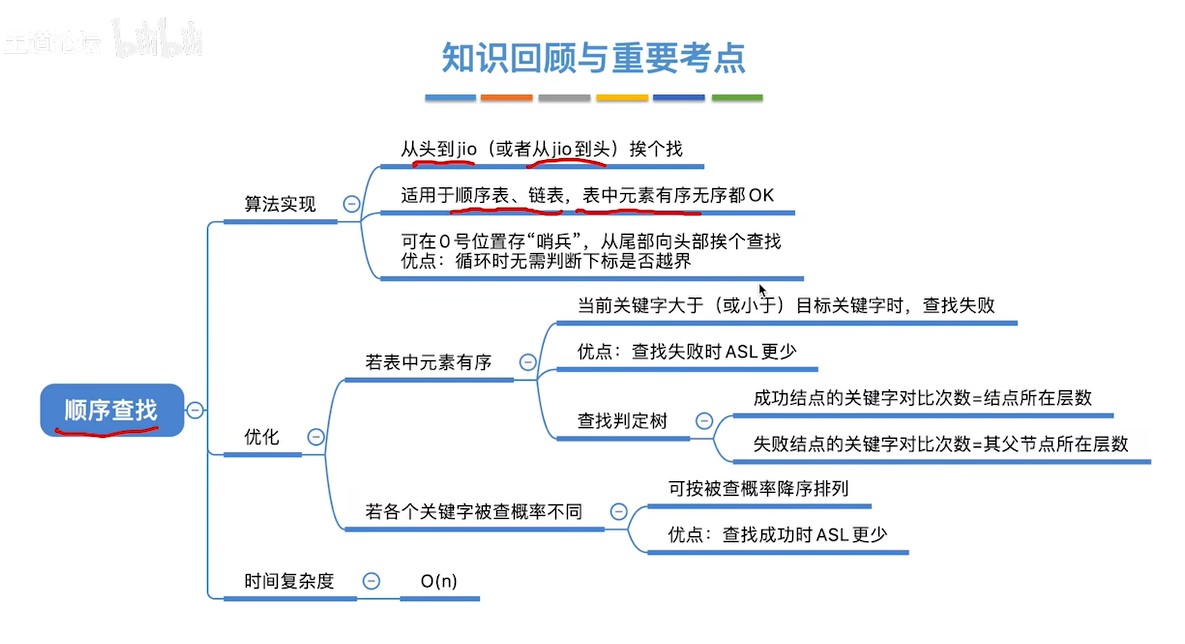 王道论坛 bilibili
知识回顾与重要考点
从头到jio（或者从jio到头）挨个找
适用于顺序表、链表，表中元素有序无序都OK
算法实现
可在0号位置存“哨兵”，从尾部向头部挨个查找
优点：循环时无需判断下标是否越界
当前关键字大于（或小于）目标关键字时，查找失败
优点：查找失败时ASL更少
若表中元素有序
成功结点的关键字对比次数=结点所在层数
查找判定树
失败结点的关键字对比次数=其父节点所在层数
顺序查找
优化
可按被查概率降序排列
若各个关键字被查概率不同
优点：查找成功时ASL更少
时间复杂度
O(n)